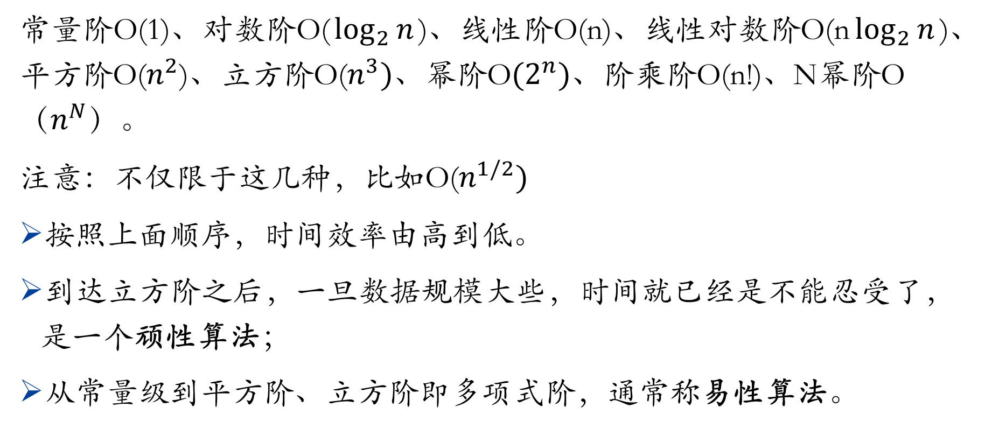 常量阶O(1)、对数阶O(log₂ n)、线性阶O(n)、线性对数阶O(n log₂ n)、
平方阶O(n²)、立方阶O(n³)、幂阶O(2ⁿ)、阶乘阶O(n!)、N幂阶O
（nᴺ）。
注意：不仅限于这几种，比如O(n^{1/2})
➢按照上面顺序，时间效率由高到低。
➢到达立方阶之后，一旦数据规模大些，时间就已经是不能忍受了，
是一个顽性算法；
➢从常量级到平方阶、立方阶即多项式阶，通常称易性算法。